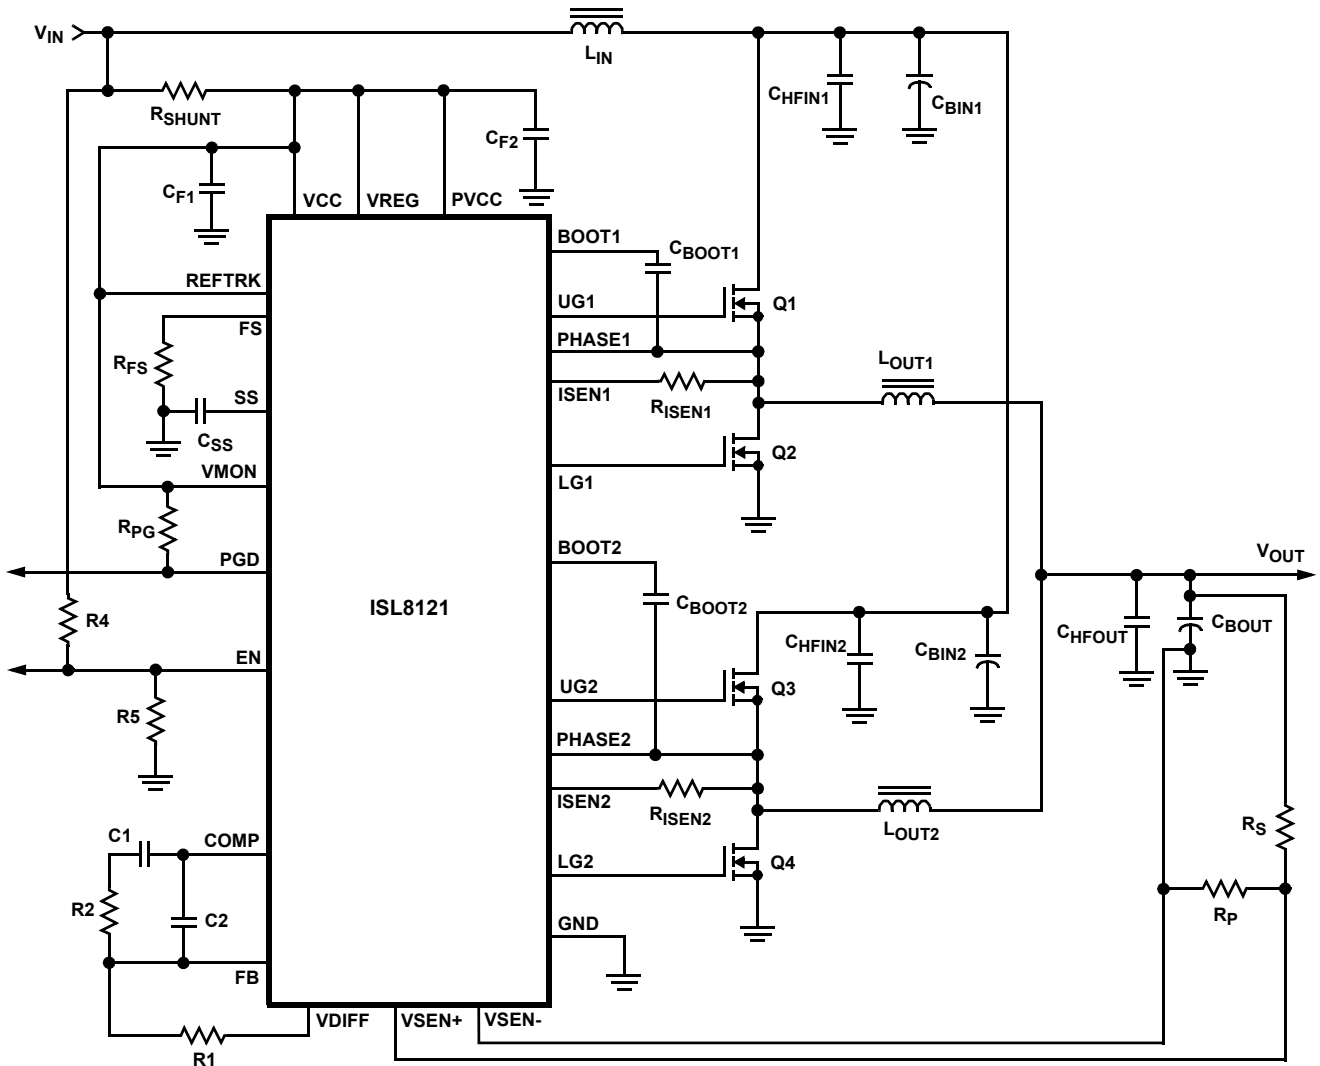 VIN
LIN
RSHUNT
CHFIN1
CBIN1
CF2
CF1
VCC
VREG
PVCC
BOOT1
CBOOT1
REFTRK
UG1
Q1
FS
PHASE1
RFS
LOUT1
SS
ISEN1
RISEN1
CSS
Q2
VMON
LG1
RPG
PGD
BOOT2
VOUT
ISL8121
CBOOT2
R4
CHFOUT
CBOUT
CHFIN2
CBIN2
EN
UG2
Q3
R5
PHASE2
ISEN2
RISEN2
LOUT2
RS
C1
COMP
LG2
Q4
R2
C2
RP
GND
FB
VDIFF
VSEN+
VSEN-
R1